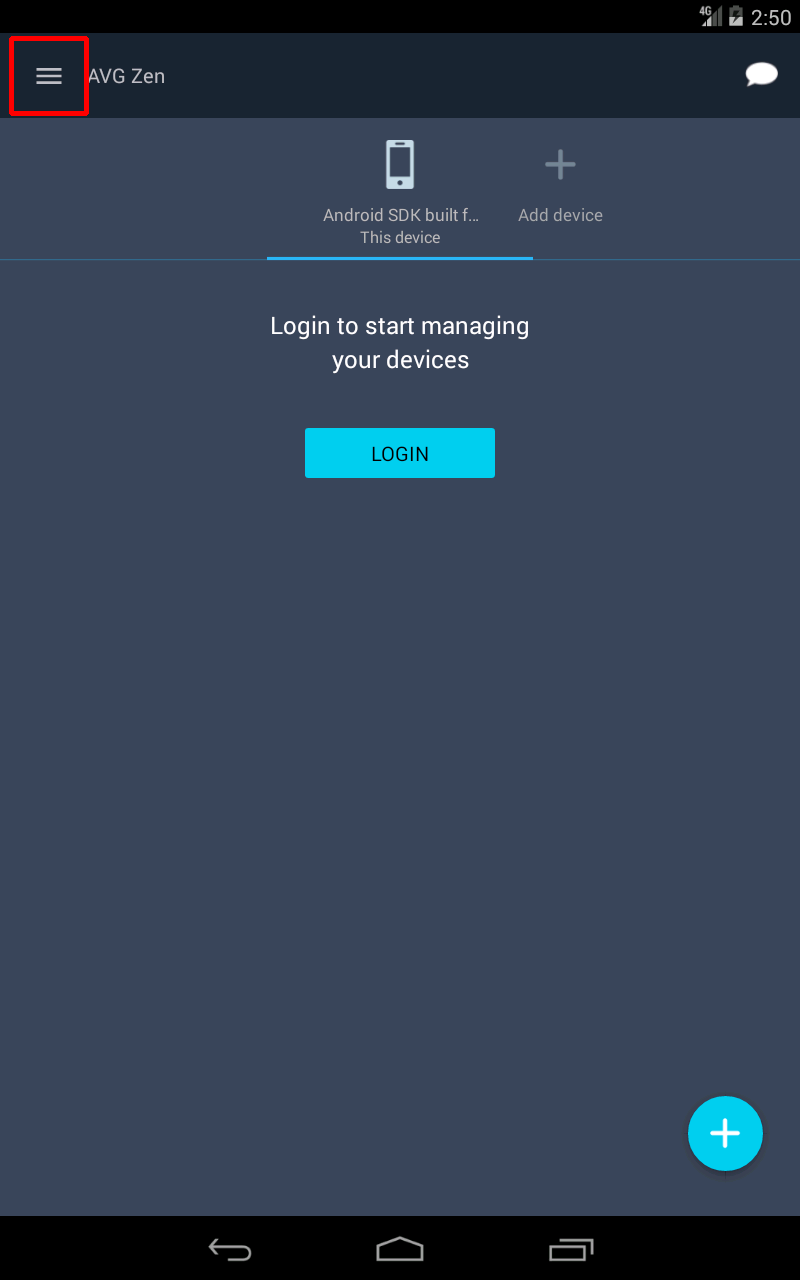 4G 2:50
AVG Zen
Android SDK built f...
This device
Add device
Login to start managing
your devices
LOGIN